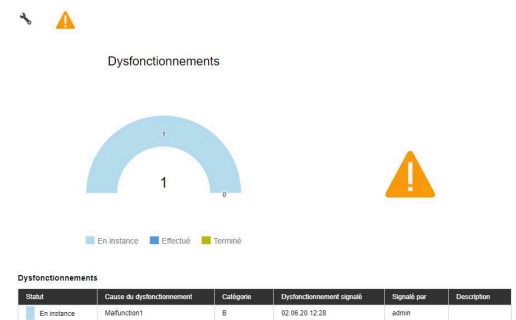 Dysfonctionnements
1
1
0
En instance Effectué Terminé
Dysfonctionnements
Statut Cause du dysfonctionnement Catégorie Dysfonctionnement signalé Signalé par Description
En instance Malfunction1 B 02.06.20 12:28 admin